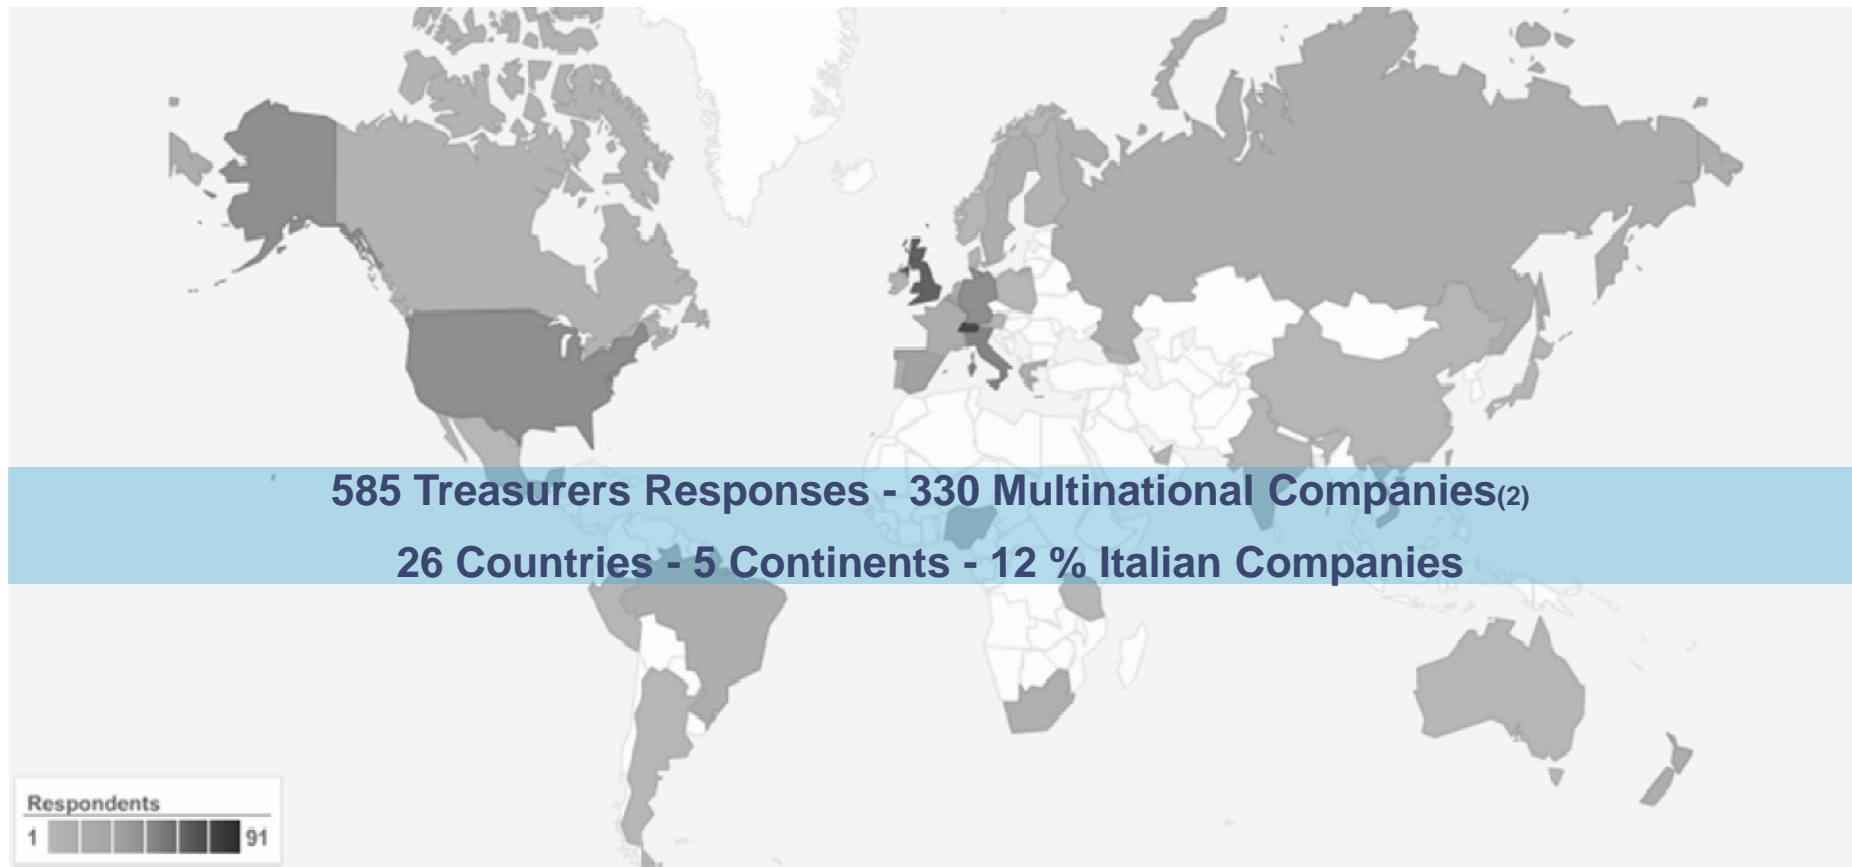 585 Treasurers Responses - 330 Multinational Companies(2)
26 Countries - 5 Continents - 12 % Italian Companies
Respondents
1 91